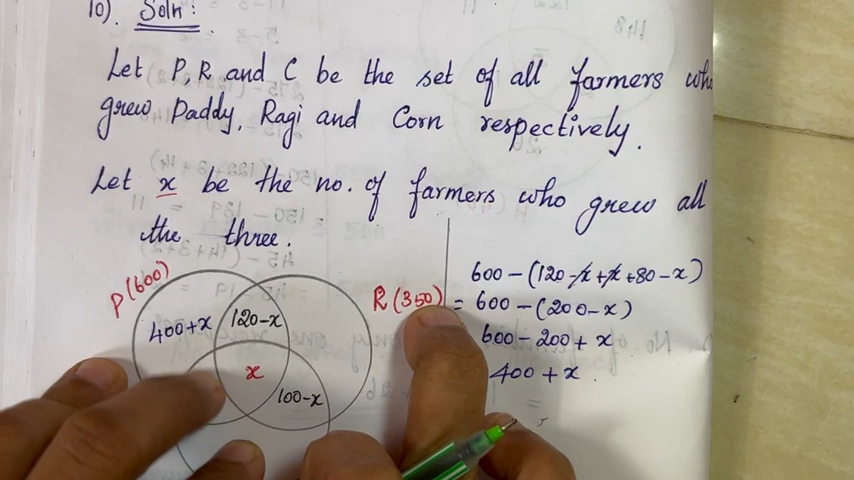 10) Soln:
Let P, R and C be the set of all farmers who
grew Paddy, Ragi and Corn respectively.
Let x be the no. of farmers who grew all
the three.
P(600)
R(350)
400+x
120-x
x
100-x
600-(120-x+x+80-x)
= 600-(200-x)
600-200+x
400+x.